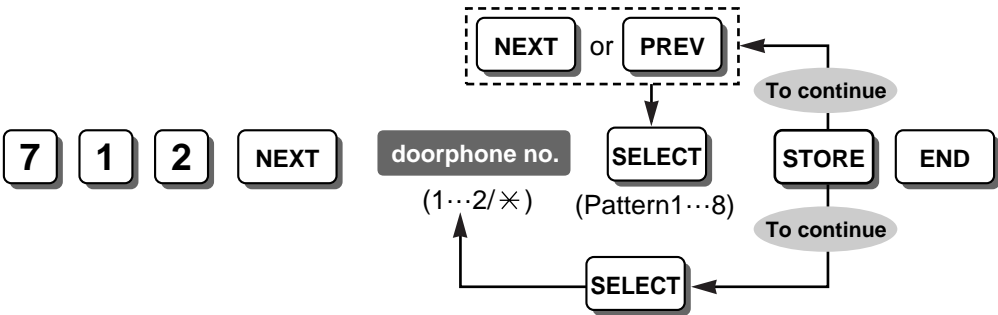 NEXT or PREV
To continue
7 1 2 NEXT doorphone no. SELECT STORE END
(1···2/✳) (Pattern1···8)
To continue
SELECT